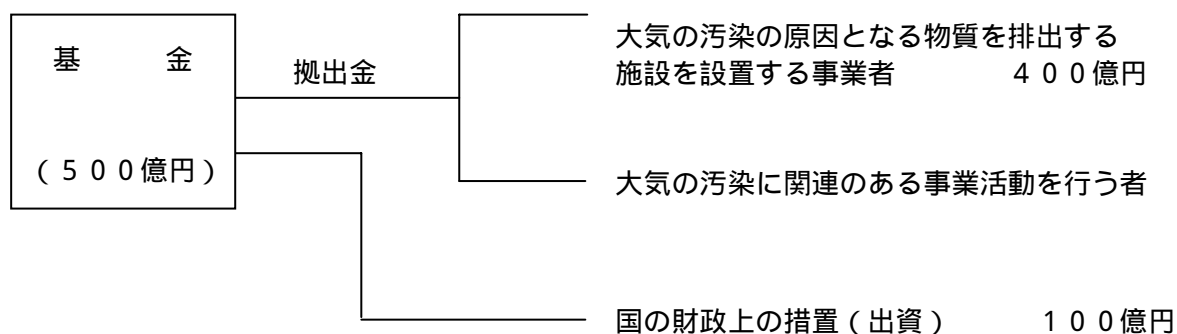 基　　金
（５００億円）
拠出金
大気の汚染の原因となる物質を排出する
施設を設置する事業者　　　４００億円
大気の汚染に関連のある事業活動を行う者
国の財政上の措置（出資）　　　１００億円